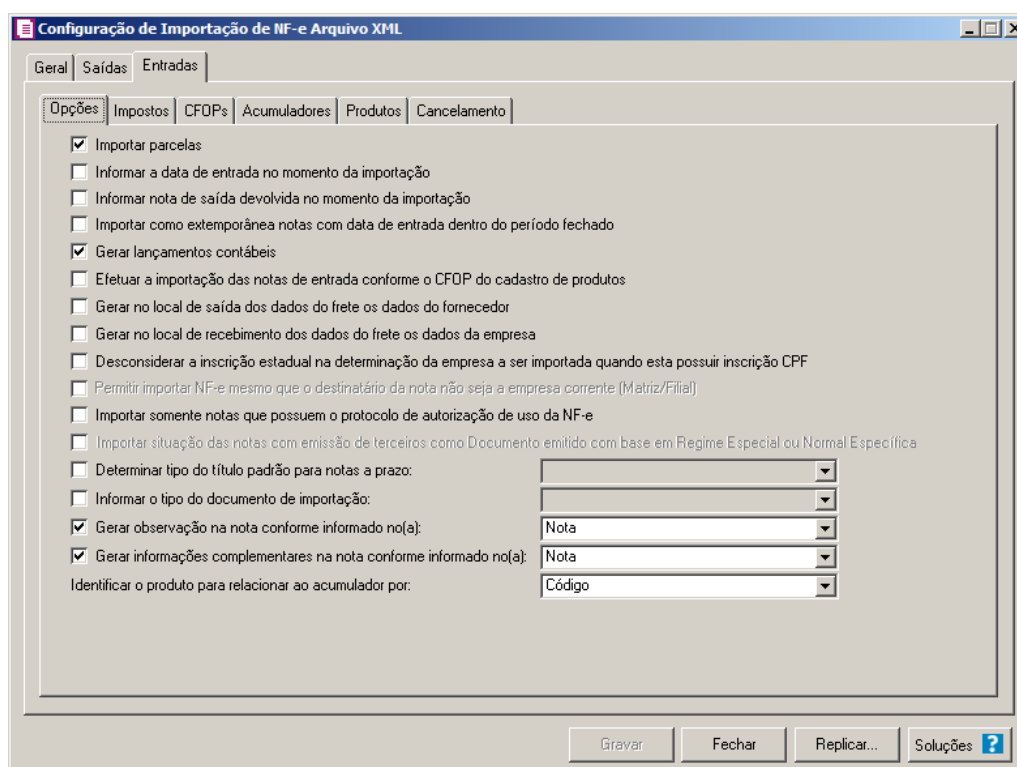 Configuração de Importação de NF-e Arquivo XML
Geral Saídas Entradas
Opções Impostos CFOPs Acumuladores Produtos Cancelamento
Importar parcelas
Informar a data de entrada no momento da importação
Informar nota de saída devolvida no momento da importação
Importar como extemporânea notas com data de entrada dentro do período fechado
Gerar lançamentos contábeis
Efetuar a importação das notas de entrada conforme o CFOP do cadastro de produtos
Gerar no local de saída dos dados do frete os dados do fornecedor
Gerar no local de recebimento dos dados do frete os dados da empresa
Desconsiderar a inscrição estadual na determinação da empresa a ser importada quando esta possuir inscrição CPF
Permitir importar NF-e mesmo que o destinatário da nota não seja a empresa corrente (Matriz/Filial)
Importar somente notas que possuem o protocolo de autorização de uso da NF-e
Importar situação das notas com emissão de terceiros como Documento emitido com base em Regime Especial ou Normal Específica
Determinar tipo do título padrão para notas a prazo:
Informar o tipo do documento de importação:
Gerar observação na nota conforme informado no(a): Nota
Gerar informações complementares na nota conforme informado no(a): Nota
Identificar o produto para relacionar ao acumulador por: Código
Gravar Fechar Replicar... Soluções ?